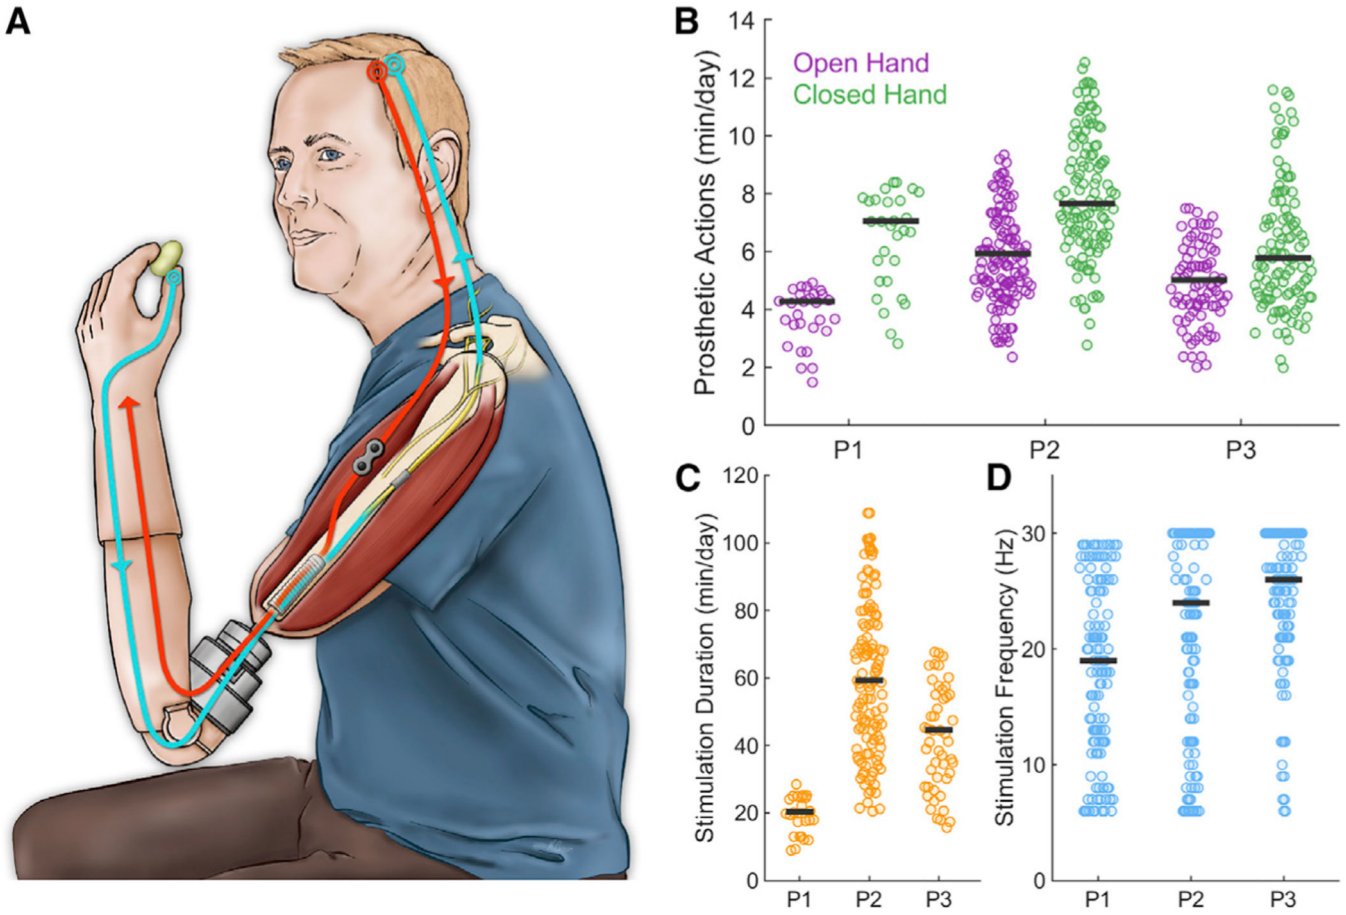 A
B
Prosthetic Actions (min/day)
14
12
10
8
6
4
2
0
Open Hand
Closed Hand
P1
P2
P3
C
Stimulation Duration (min/day)
120
100
80
60
40
20
0
P1
P2
P3
D
Stimulation Frequency (Hz)
30
20
10
0
P1
P2
P3